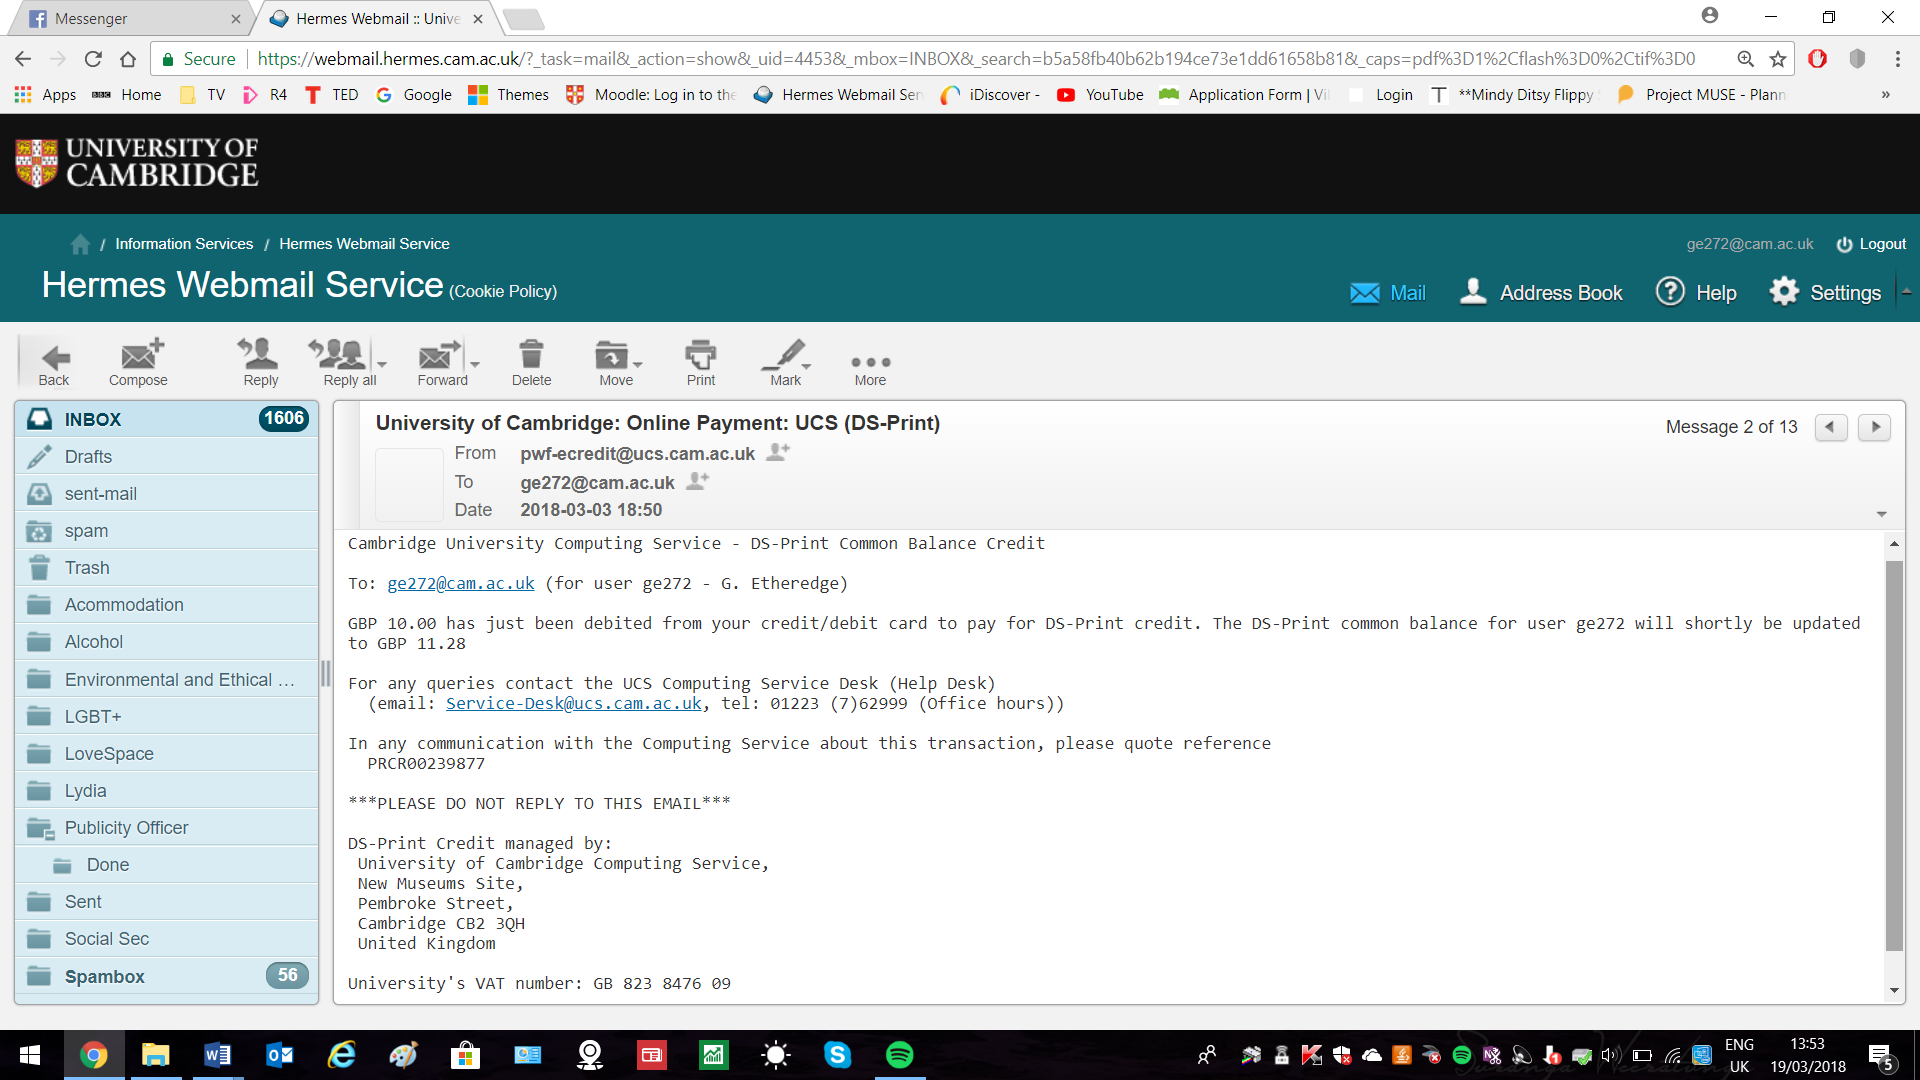 Messenger
Hermes Webmail :: Unive
Secure
https://webmail.hermes.cam.ac.uk/?_task=mail&_action=show&_uid=4453&_mbox=INBOX&_search=b5a58fb40b62b194ce73e1dd61658b81&_caps=pdf%3D1%2Cflash%3D0%2Ctif%3D0
Apps
BBC Home
TV
R4
TED
Google
Themes
Moodle: Log in to the
Hermes Webmail Ser
iDiscover -
YouTube
Application Form | Vi
Login
**Mindy Ditsy Flippy
Project MUSE - Plann
»
UNIVERSITY OF
CAMBRIDGE
/ Information Services / Hermes Webmail Service
ge272@cam.ac.uk
Logout
Hermes Webmail Service (Cookie Policy)
Mail
Address Book
Help
Settings
Back
Compose
Reply
Reply all
Forward
Delete
Move
Print
Mark
More
INBOX 1606
Drafts
sent-mail
spam
Trash
Acommodation
Alcohol
Environmental and Ethical ...
LGBT+
LoveSpace
Lydia
Publicity Officer
Done
Sent
Social Sec
Spambox 56
University of Cambridge: Online Payment: UCS (DS-Print)
Message 2 of 13
From pwf-ecredit@ucs.cam.ac.uk
To ge272@cam.ac.uk
Date 2018-03-03 18:50
Cambridge University Computing Service - DS-Print Common Balance Credit
To: ge272@cam.ac.uk (for user ge272 - G. Etheredge)
GBP 10.00 has just been debited from your credit/debit card to pay for DS-Print credit. The DS-Print common balance for user ge272 will shortly be updated
to GBP 11.28
For any queries contact the UCS Computing Service Desk (Help Desk)
(email: Service-Desk@ucs.cam.ac.uk, tel: 01223 (7)62999 (Office hours))
In any communication with the Computing Service about this transaction, please quote reference
PRCR00239877
***PLEASE DO NOT REPLY TO THIS EMAIL***
DS-Print Credit managed by:
University of Cambridge Computing Service,
New Museums Site,
Pembroke Street,
Cambridge CB2 3QH
United Kingdom
University's VAT number: GB 823 8476 09
ENG
UK
13:53
19/03/2018
5